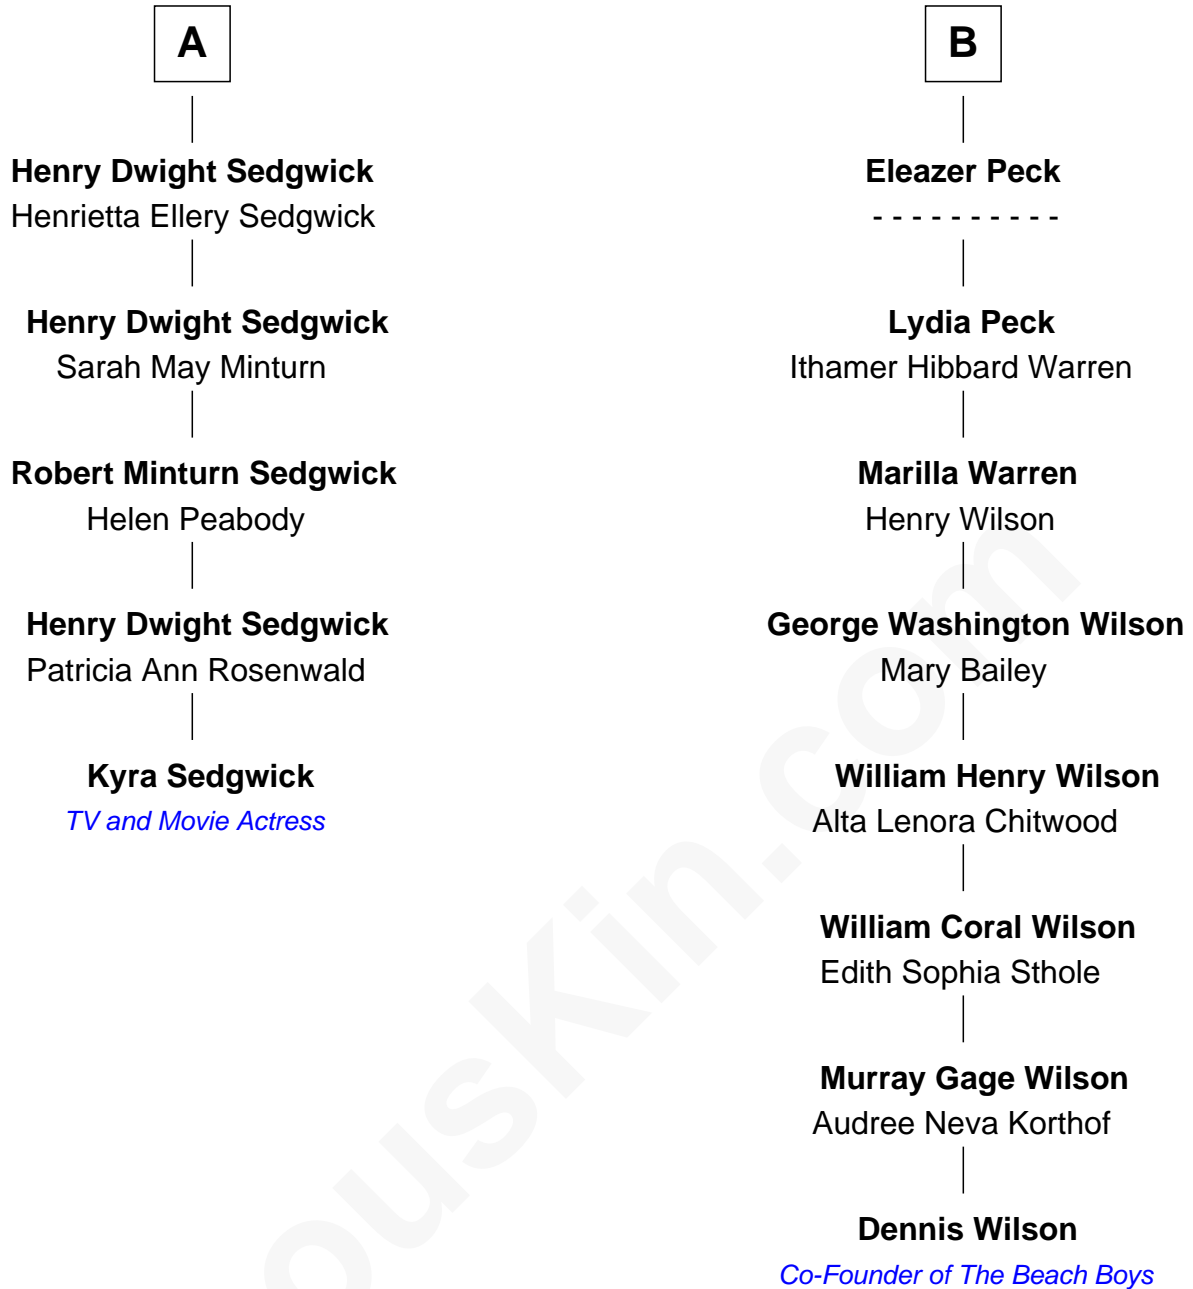 A
Henry Dwight Sedgwick
Henrietta Ellery Sedgwick
Henry Dwight Sedgwick
Sarah May Minturn
Robert Minturn Sedgwick
Helen Peabody
Henry Dwight Sedgwick
Patricia Ann Rosenwald
Kyra Sedgwick
TV and Movie Actress
B
Eleazer Peck
- - - - - - - - - -
Lydia Peck
Ithamer Hibbard Warren
Marilla Warren
Henry Wilson
George Washington Wilson
Mary Bailey
William Henry Wilson
Alta Lenora Chitwood
William Coral Wilson
Edith Sophia Sthole
Murray Gage Wilson
Audree Neva Korthof
Dennis Wilson
Co-Founder of The Beach Boys
ousKin.com